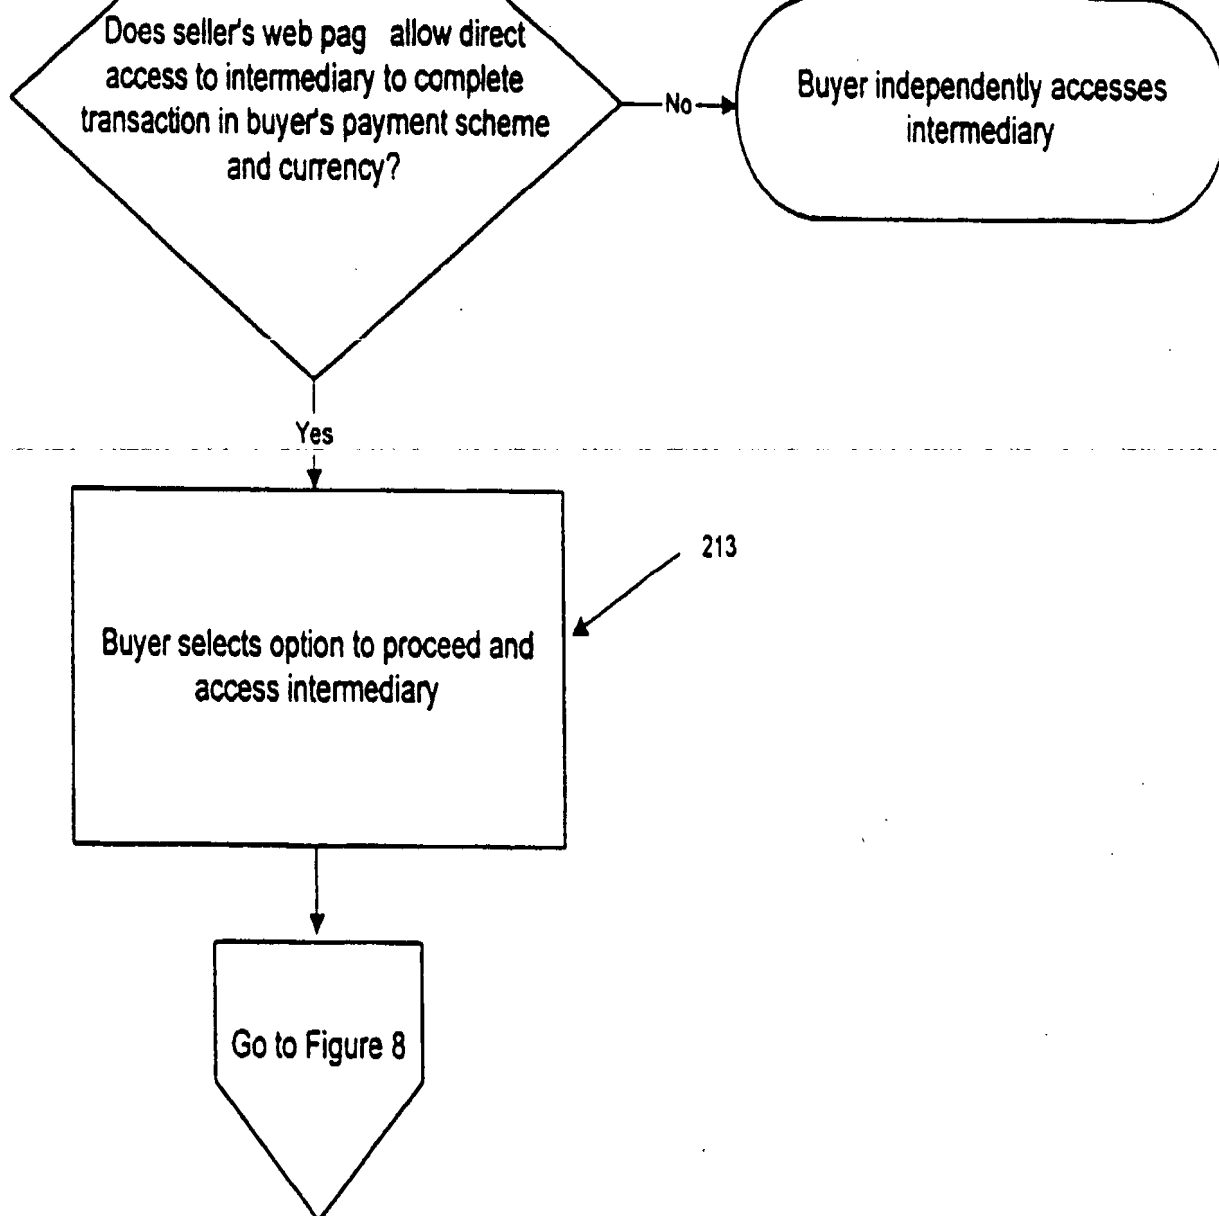 Does seller's web pag allow direct
access to intermediary to complete
transaction in buyer's payment scheme
and currency?
No
Buyer independently accesses
intermediary
Yes
213
Buyer selects option to proceed and
access intermediary
Go to Figure 8